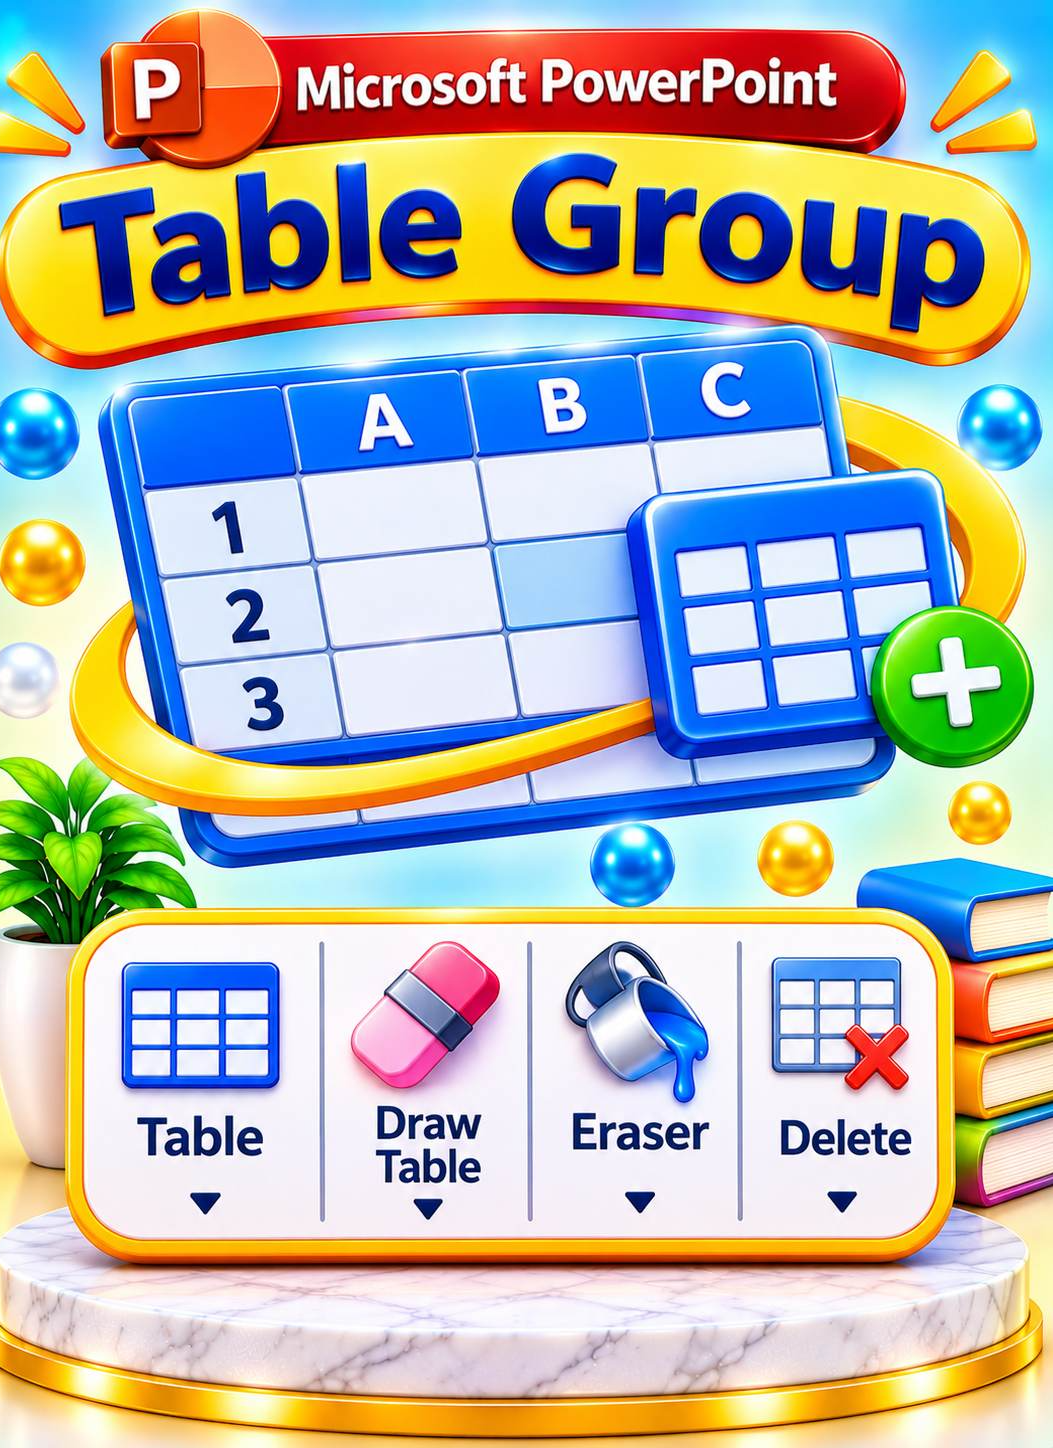 P
Microsoft PowerPoint
Table Group
A B C
1
2
3
Table
Draw
Table
Eraser
Delete